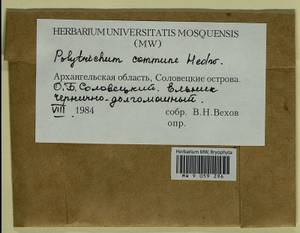 HERBARIUM UNIVERSITATIS MOSQUENSIS
(MW)
Polytrichum commune Hedw.
Архангельская область, Соловецкие острова.
О. Б. Соловецкий. Ельник
чернично-долгомошный.
VIII 1984 собр. В.Н.Вехов
опр.
Herbarium MW, Bryophyta
MW 9 059 296